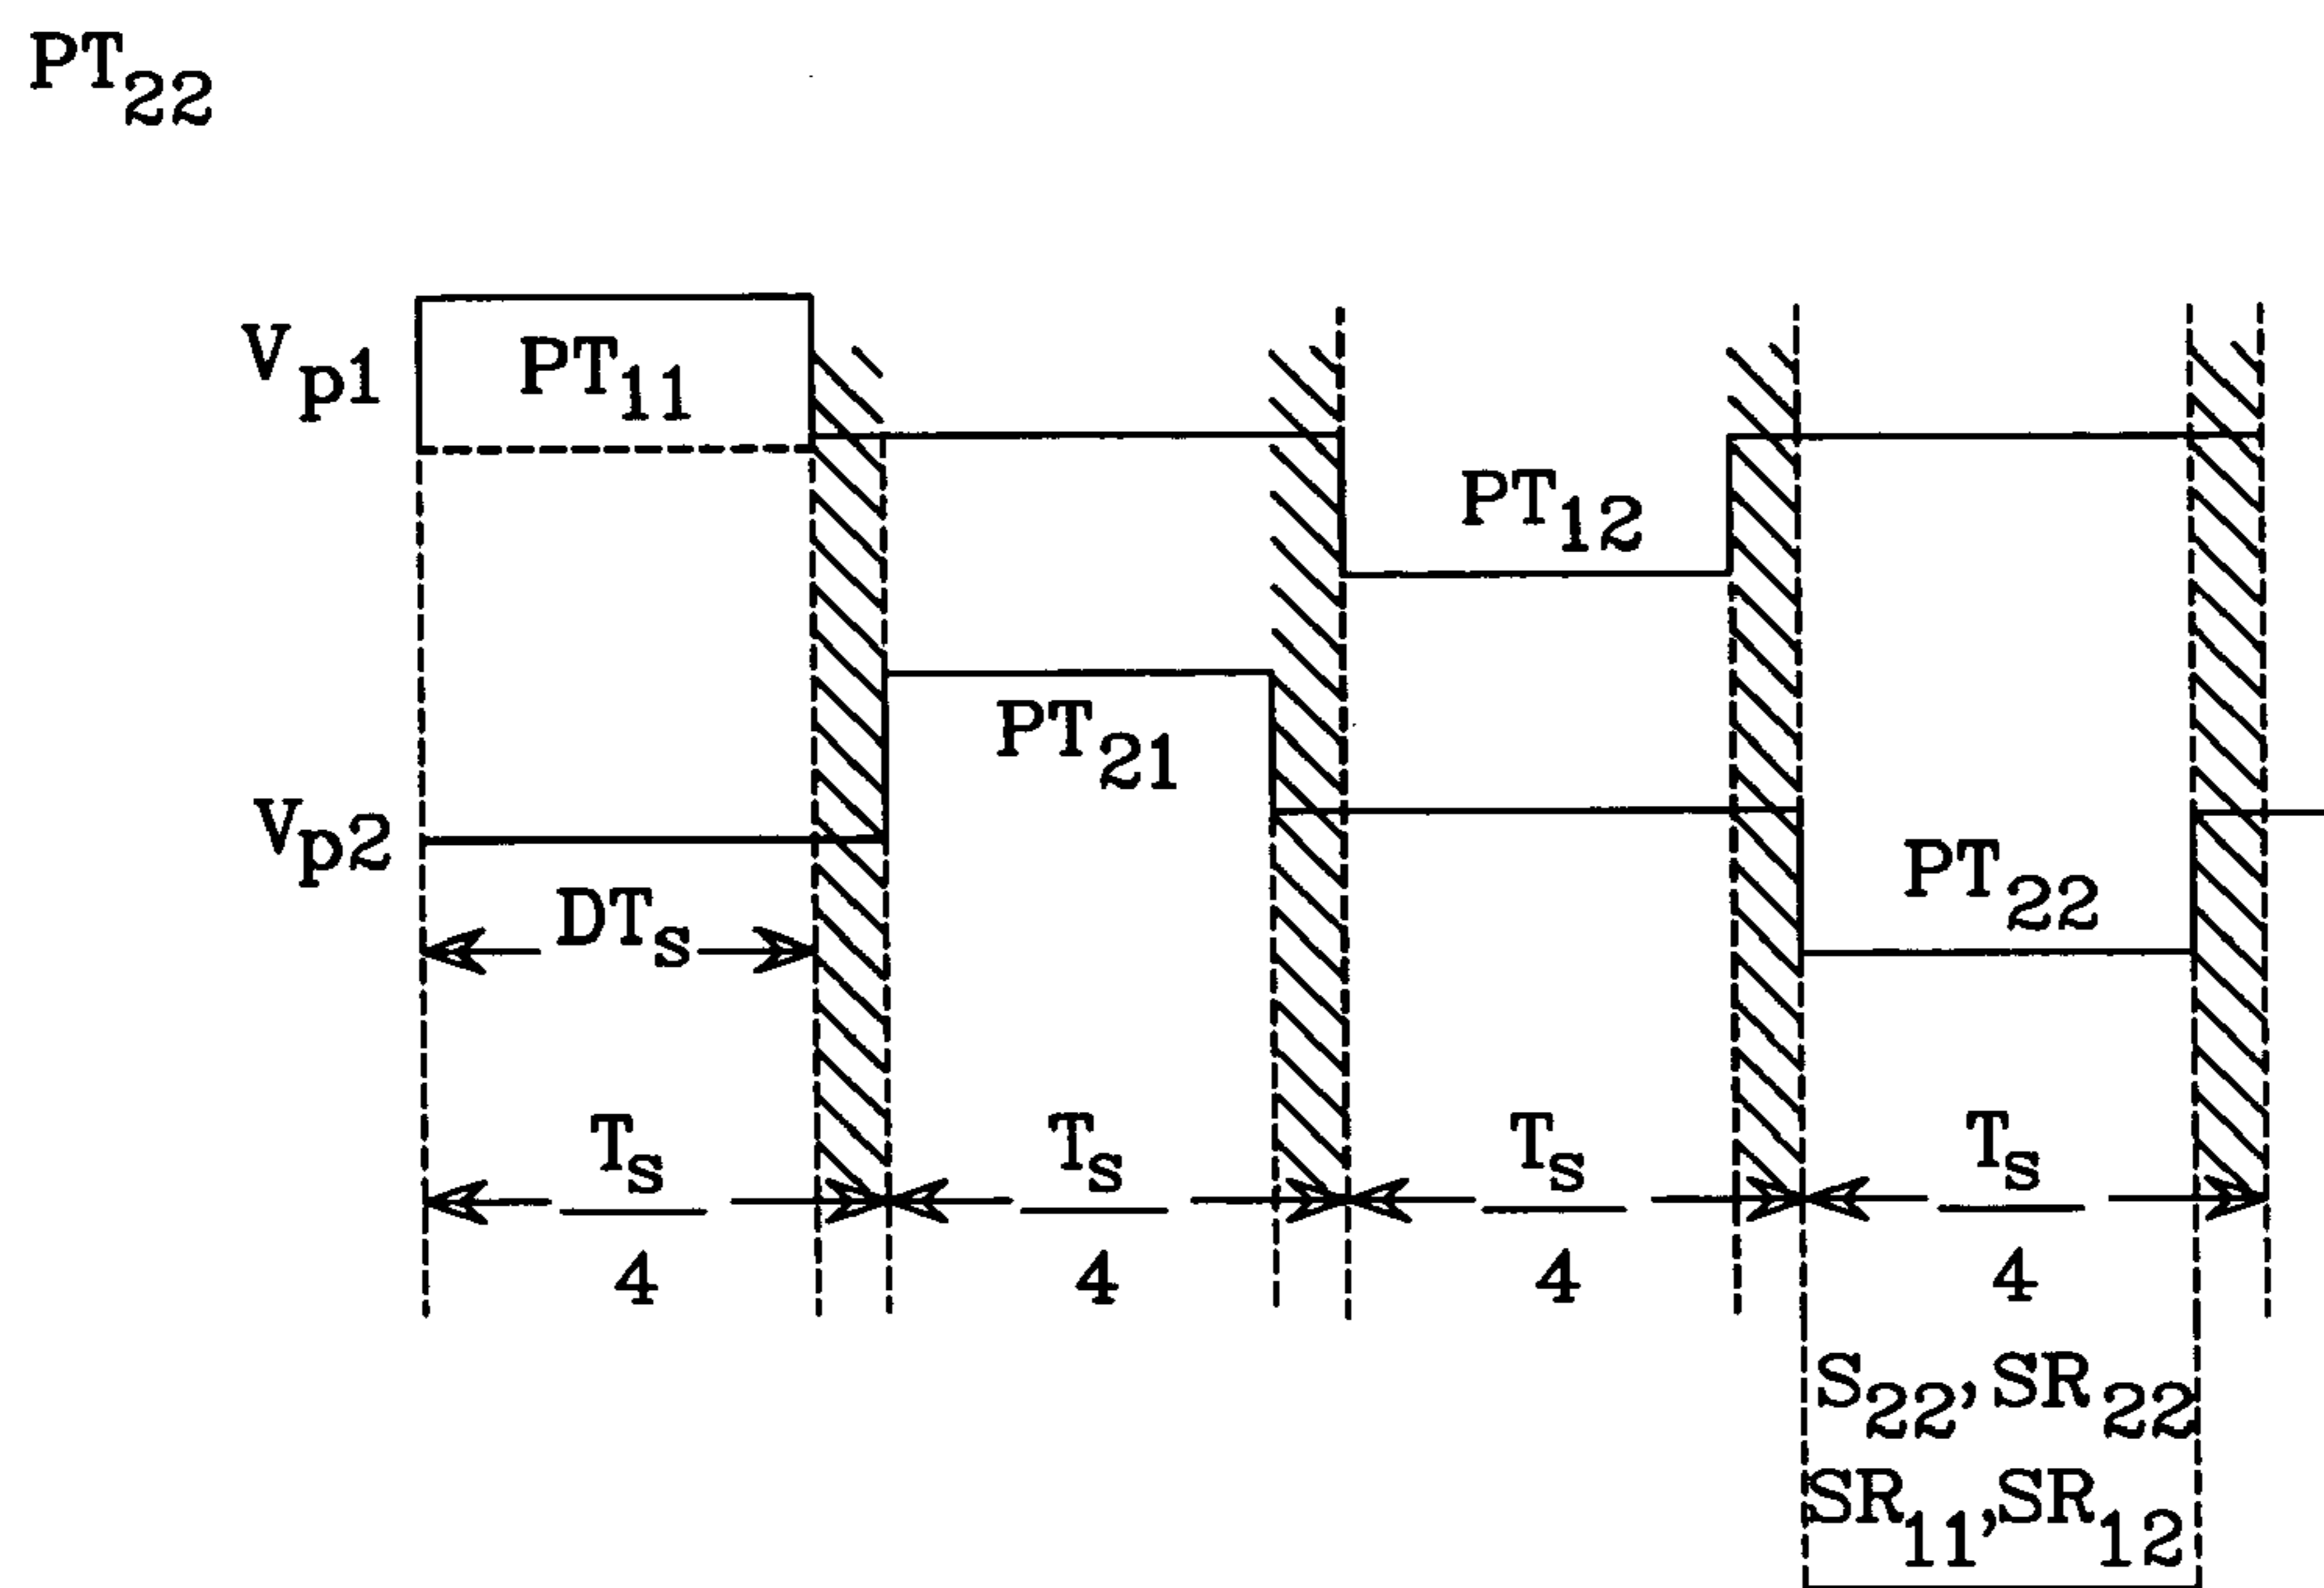 PT22
Vp1
PT11
PT12
PT21
Vp2
PT22
DTS
TS TS TS TS
4 4 4 4
S22,SR22
SR11,SR12